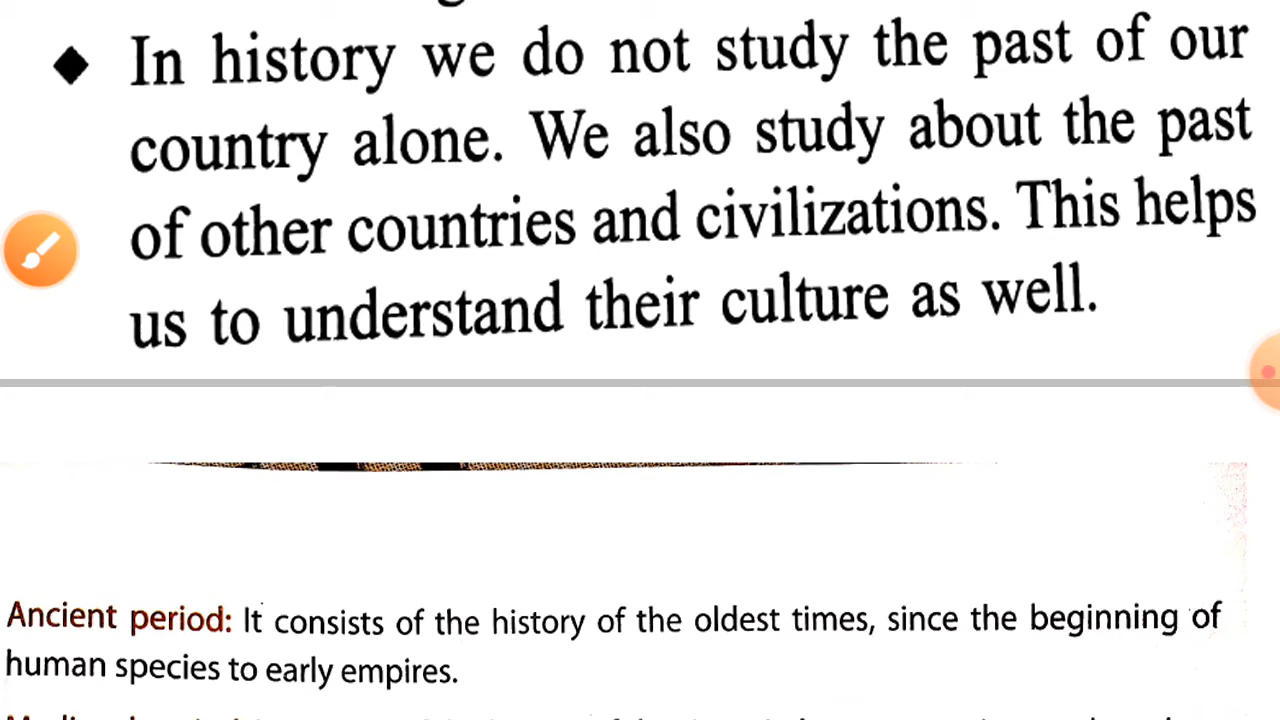 ◆ In history we do not study the past of our
country alone. We also study about the past
of other countries and civilizations. This helps
us to understand their culture as well.
Ancient period: It consists of the history of the oldest times, since the beginning of
human species to early empires.